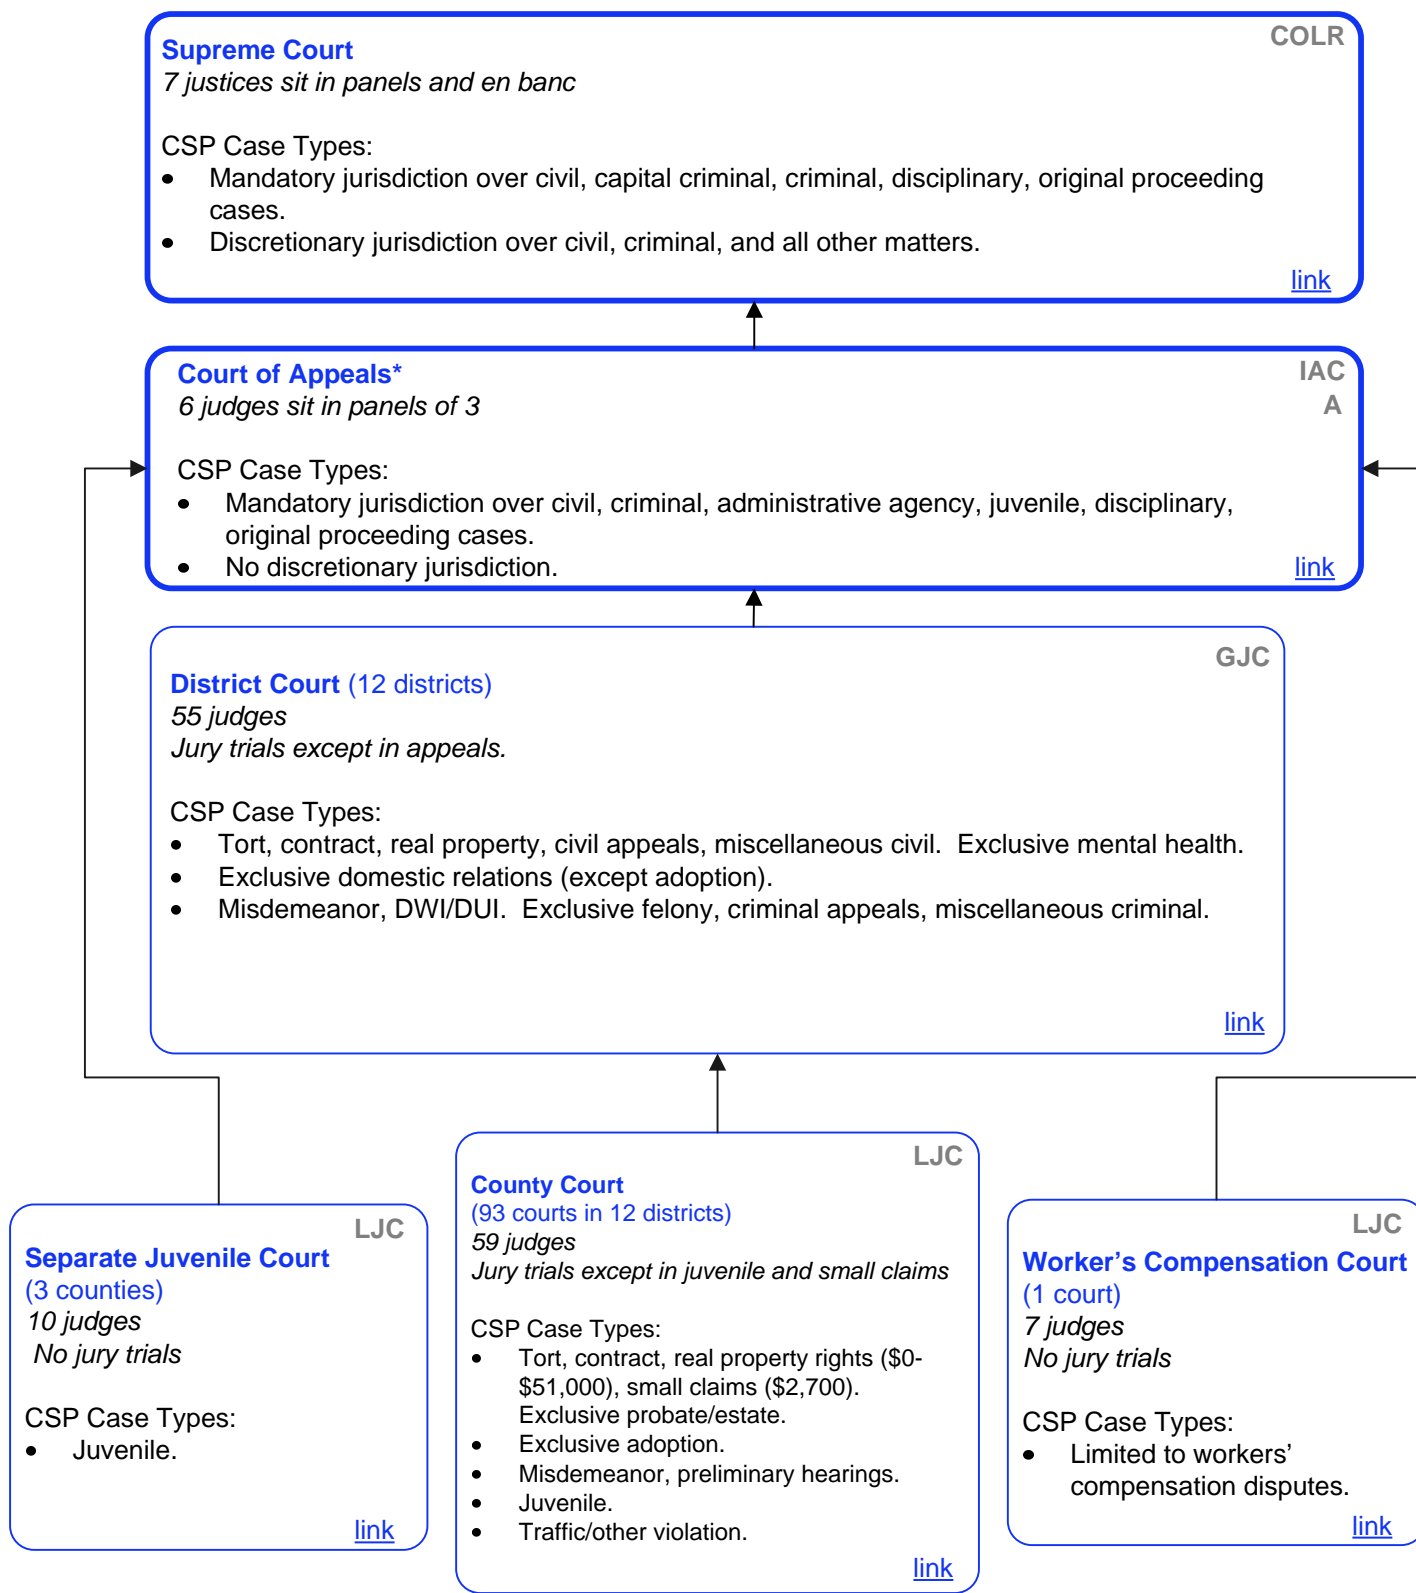 COLR
Supreme Court
7 justices sit in panels and en banc
CSP Case Types:
• Mandatory jurisdiction over civil, capital criminal, criminal, disciplinary, original proceeding
cases.
• Discretionary jurisdiction over civil, criminal, and all other matters.
link
IAC
A
Court of Appeals*
6 judges sit in panels of 3
CSP Case Types:
• Mandatory jurisdiction over civil, criminal, administrative agency, juvenile, disciplinary,
original proceeding cases.
• No discretionary jurisdiction.
link
GJC
District Court (12 districts)
55 judges
Jury trials except in appeals.
CSP Case Types:
• Tort, contract, real property, civil appeals, miscellaneous civil.  Exclusive mental health.
• Exclusive domestic relations (except adoption).
• Misdemeanor, DWI/DUI.  Exclusive felony, criminal appeals, miscellaneous criminal.
link
LJC
Separate Juvenile Court
(3 counties)
10 judges
No jury trials
CSP Case Types:
• Juvenile.
link
LJC
County Court
(93 courts in 12 districts)
59 judges
Jury trials except in juvenile and small claims
CSP Case Types:
• Tort, contract, real property rights ($0-
$51,000), small claims ($2,700).
Exclusive probate/estate.
• Exclusive adoption.
• Misdemeanor, preliminary hearings.
• Juvenile.
• Traffic/other violation.
link
LJC
Worker's Compensation Court
(1 court)
7 judges
No jury trials
CSP Case Types:
• Limited to workers'
compensation disputes.
link